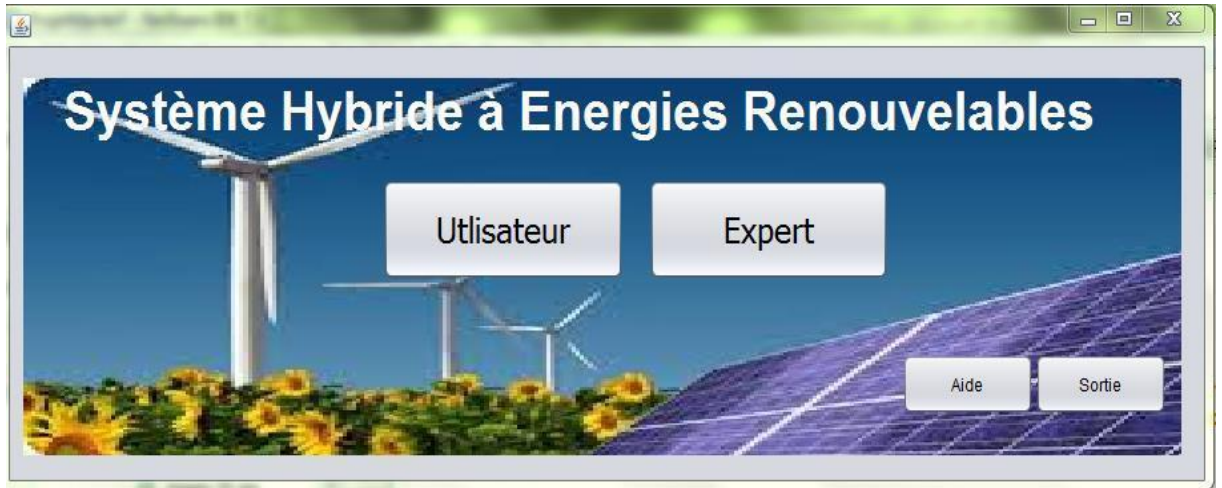 Système Hybride à Energies Renouvelables
Utlisateur
Expert
Aide
Sortie